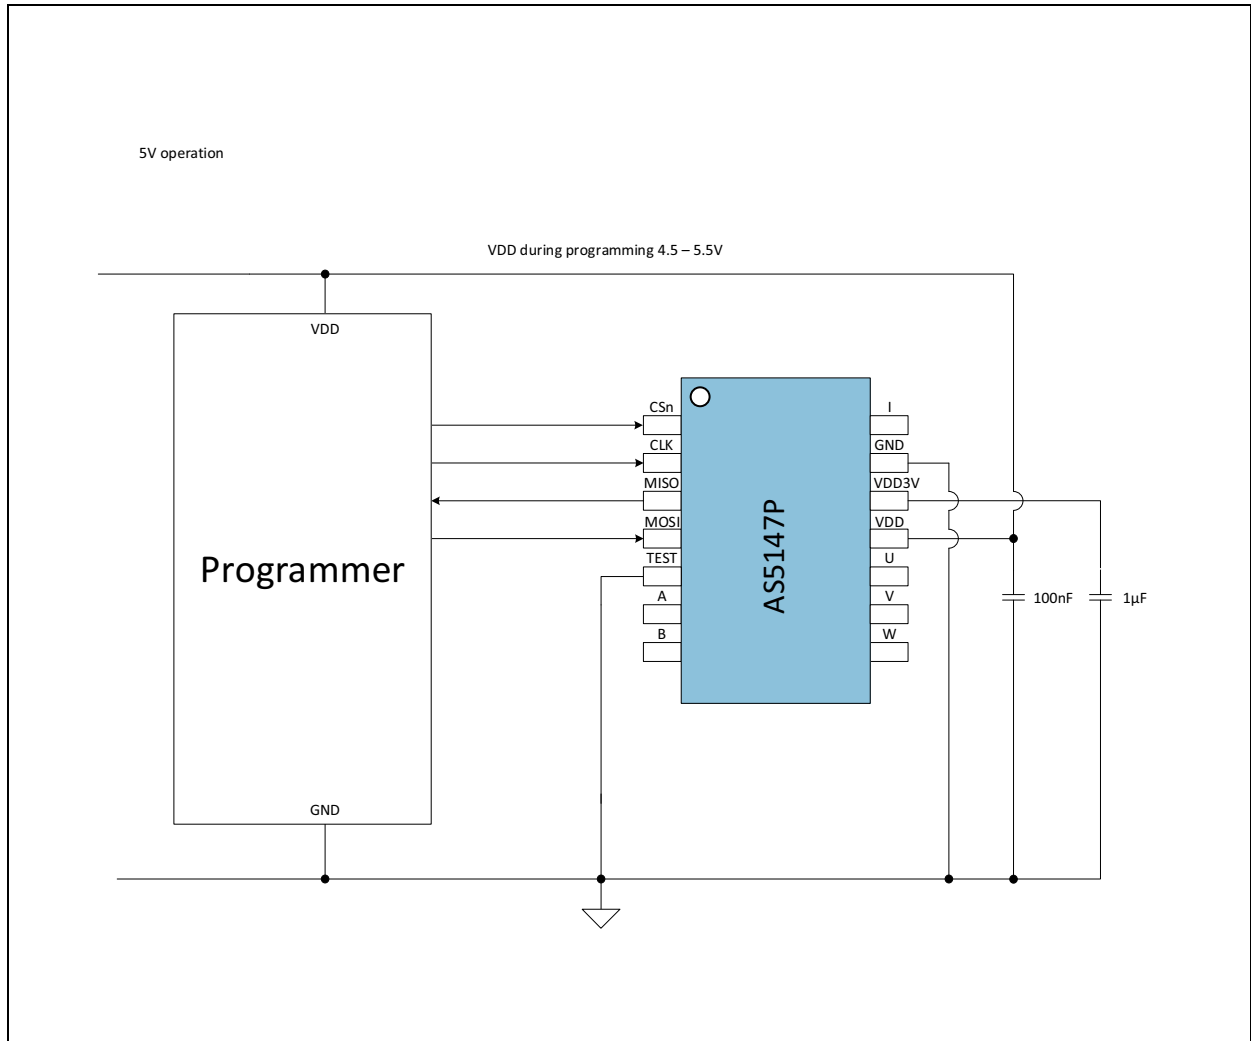 5V operation
VDD during programming 4.5 – 5.5V
VDD
Programmer
GND
CSn
CLK
MISO
MOSI
TEST
A
B
AS5147P
I
GND
VDD3V
VDD
U
V
W
100nF
1µF